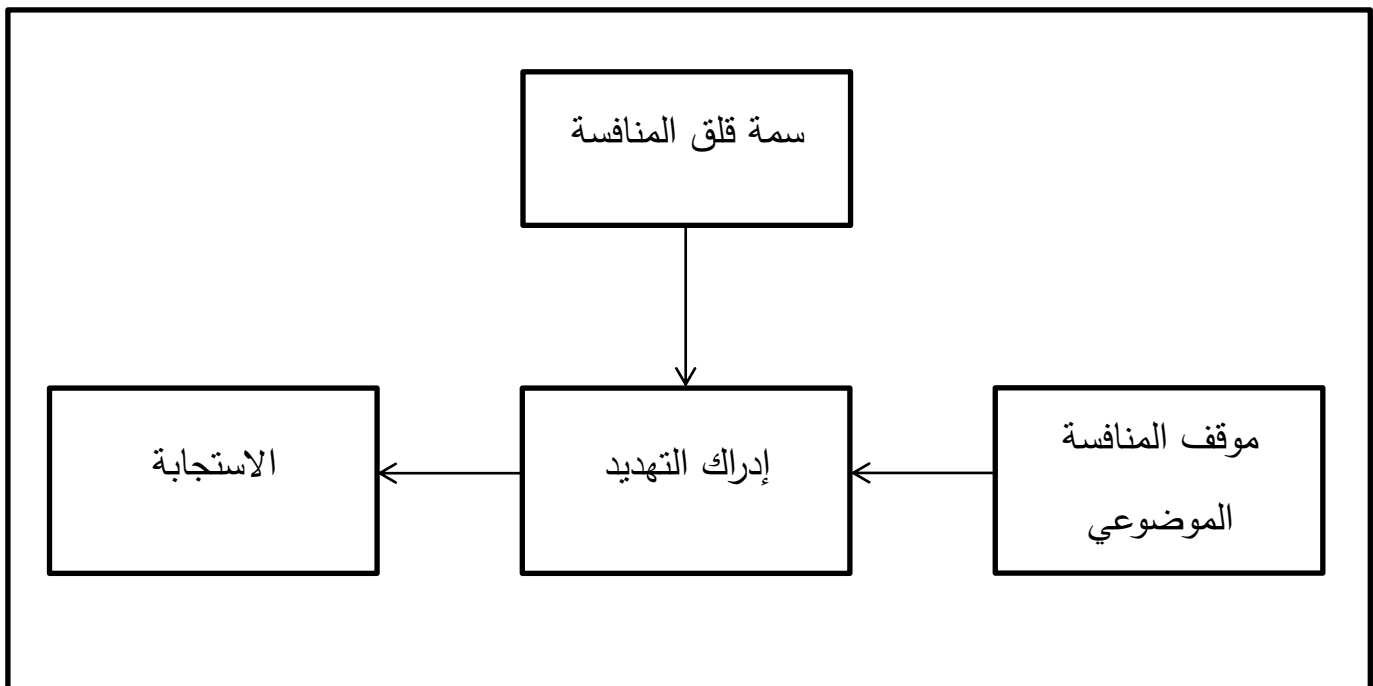 سمة قلق المنافسة
موقف المنافسة
الموضوعي
إدراك التهديد
الاستجابة